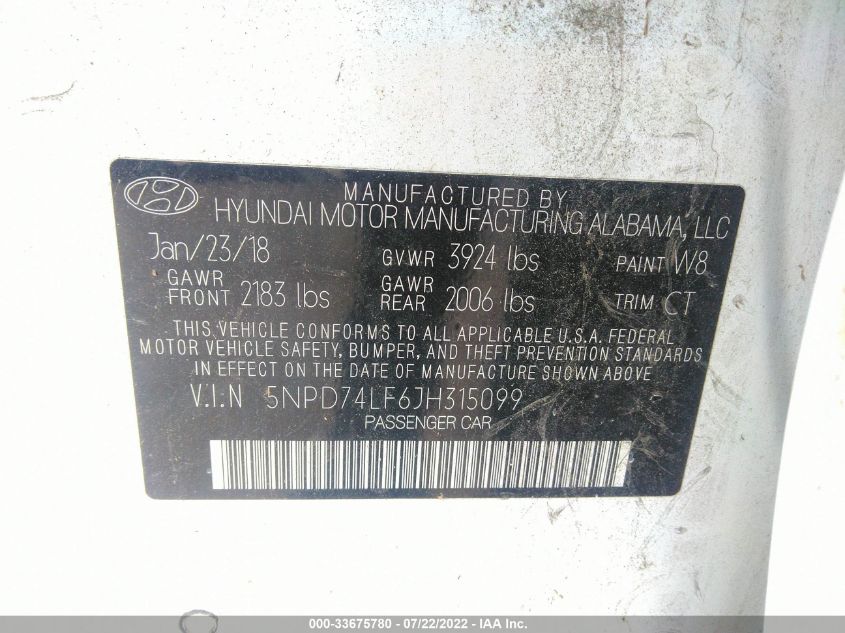 MANUFACTURED BY
HYUNDAI MOTOR MANUFACTURING ALABAMA, LLC
Jan/23/18 GVWR 3924 lbs PAINT W8
GAWR FRONT 2183 lbs GAWR REAR 2006 lbs TRIM CT
THIS VEHICLE CONFORMS TO ALL APPLICABLE U.S.A. FEDERAL
MOTOR VEHICLE SAFETY, BUMPER, AND THEFT PREVENTION STANDARDS
IN EFFECT ON THE DATE OF MANUFACTURE SHOWN ABOVE
V.I.N 5NPD74LF6JH315099
PASSENGER CAR
000-33675780 - 07/22/2022 - IAA Inc.